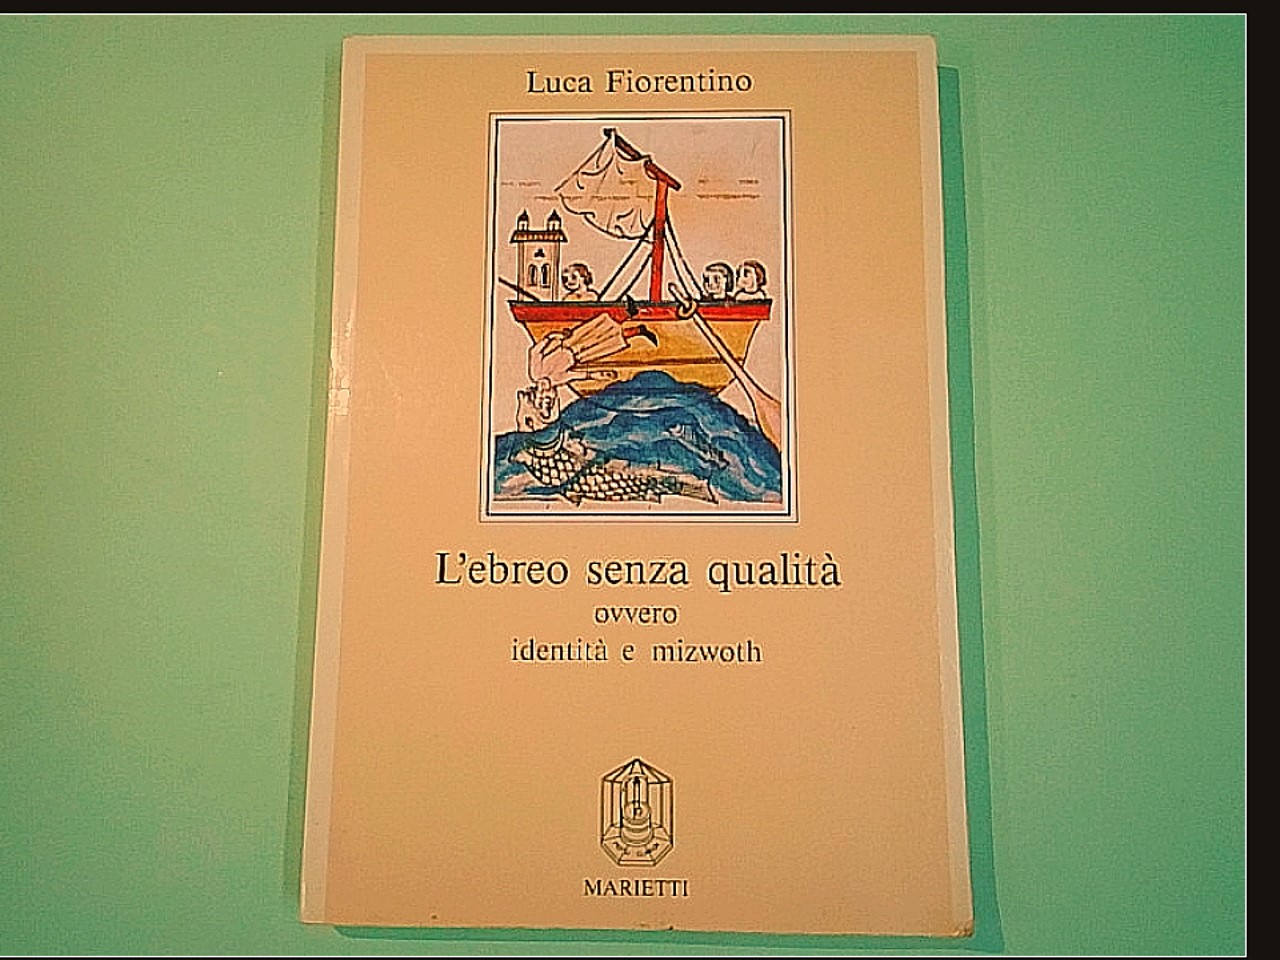 Luca Fiorentino
L'ebreo senza qualità
ovvero
identità e mizwoth
MARIETTI